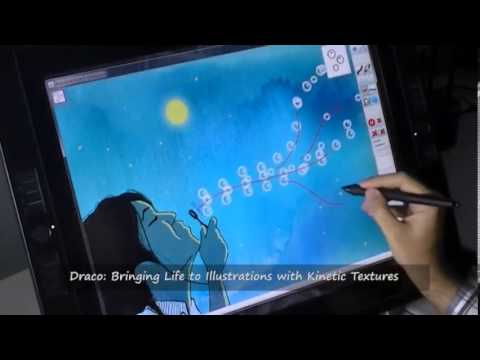 Draco: Bringing Life to Illustrations with Kinetic Textures